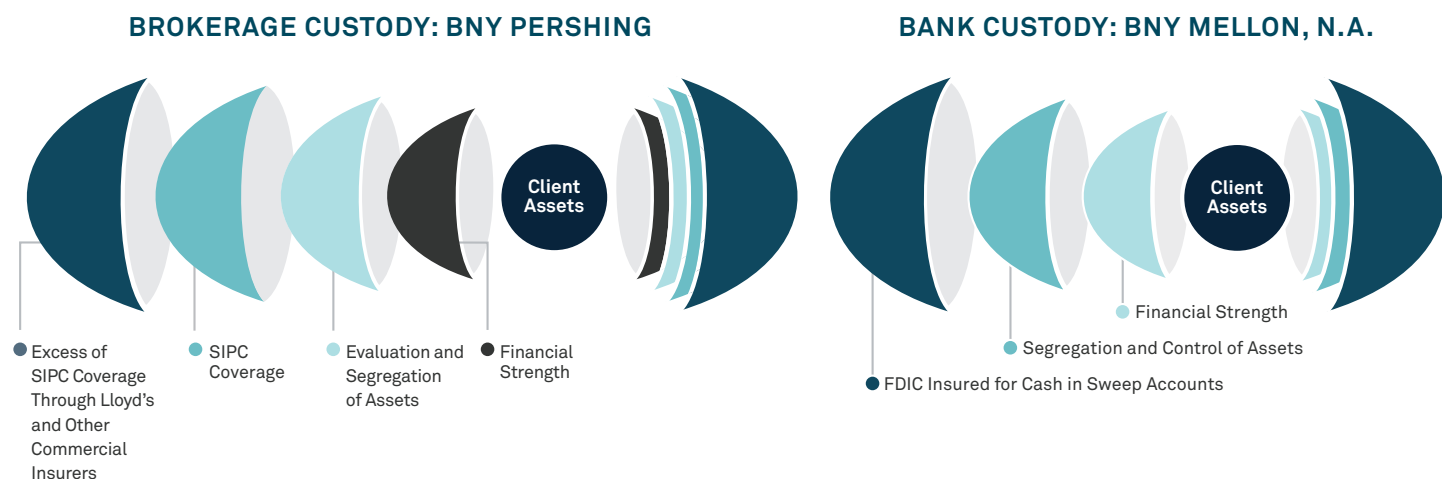 BROKERAGE CUSTODY: BNY PERSHING
Client
Assets
Excess of
SIPC Coverage
Through Lloyd's
and Other
Commercial
Insurers
SIPC
Coverage
Evaluation and
Segregation
of Assets
Financial
Strength
BANK CUSTODY: BNY MELLON, N.A.
Client
Assets
Financial Strength
Segregation and Control of Assets
FDIC Insured for Cash in Sweep Accounts